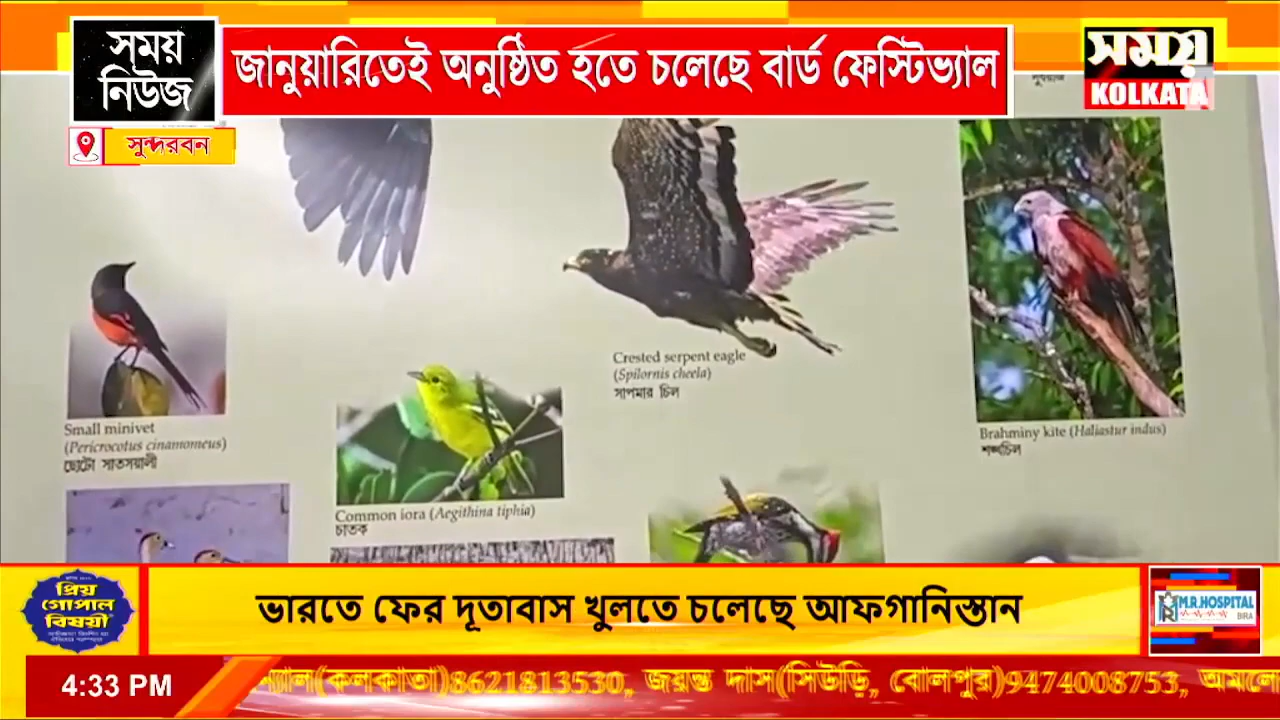 সময়
নিউজ
জানুয়ারিতেই অনুষ্ঠিত হতে চলেছে বার্ড ফেস্টিভ্যাল
সময়
KOLKATA
সুন্দরবন
Small minivet
(Pericrocotus cinamomeus)
ছোটো সাতসয়ালী
Common iora (Aegithina tiphia)
চাতক
Crested serpent eagle
(Spilornis cheela)
সাপমার চিল
Brahminy kite (Haliastur indus)
শঙ্খচিল
প্রিয়
গোপাল
বিষয়ী
ভারতে ফের দূতাবাস খুলতে চলেছে আফগানিস্তান
M.R.HOSPITAL
BIRA
4:33 PM
(কলকাতা)8621813530, জয়ন্ত দাস(সিউড়ি, বোলপুর)9474008753,